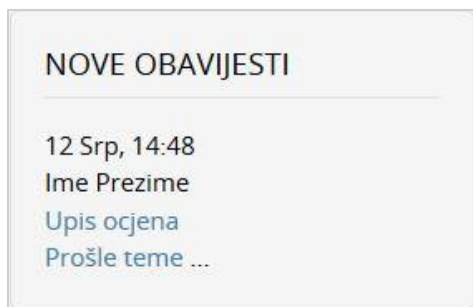 NOVE OBAVIJESTI
12 Srp, 14:48
Ime Prezime
Upis ocjena
Prošle teme ...